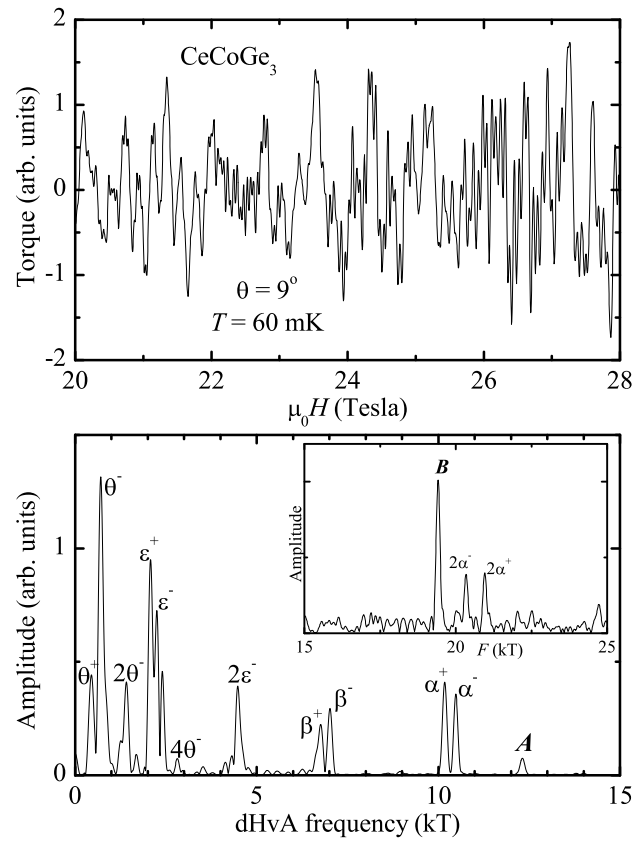 2
1
0
-1
-2
Torque (arb. units)
CeCoGe3
θ = 9°
T = 60 mK
20 22 24 26 28
μ0H (Tesla)
1
0
Amplitude (arb. units)
θ+
θ-
2θ-
ε+
ε-
4θ-
2ε-
β+
β-
α+
α-
A
Amplitude
B
2α-
2α+
15 20 25
F (kT)
0 5 10 15
dHvA frequency (kT)